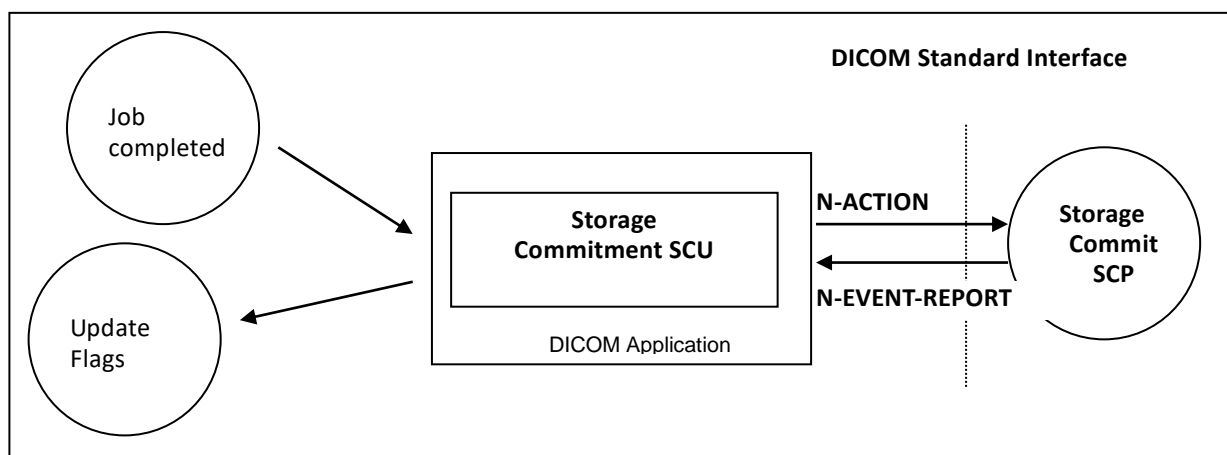 DICOM Standard Interface
Job
completed
Storage
Commitment SCU
N-ACTION
Storage
Commit
SCP
N-EVENT-REPORT
Update
Flags
DICOM Application